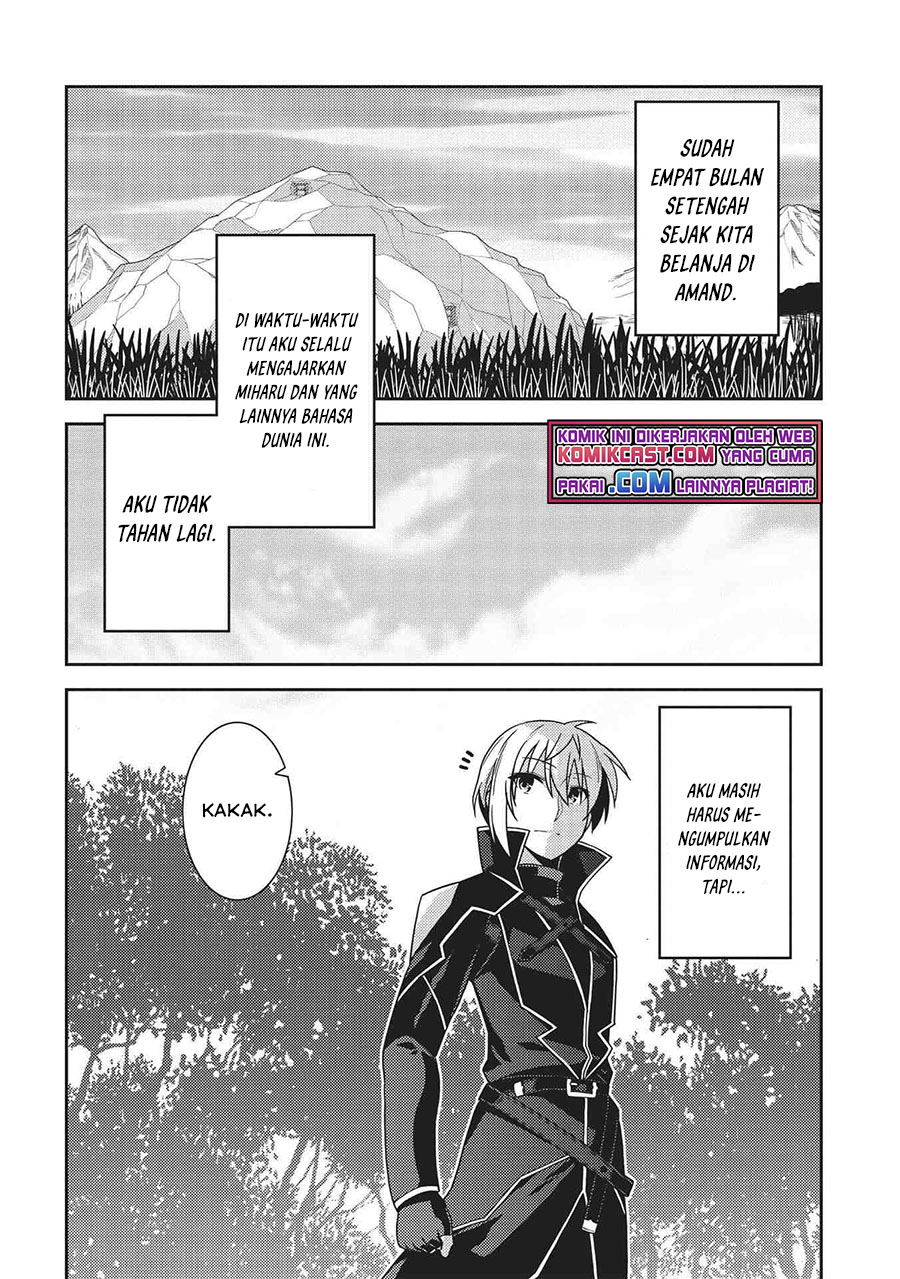 SUDAH
EMPAT BULAN
SETENGAH
SEJAK KITA
BELANJA DI
AMAND.
DI WAKTU-WAKTU
ITU AKU SELALU
MENGAJARKAN
MIHARU DAN YANG
LAINNYA BAHASA
DUNIA INI.
KOMIK INI DIKERJAKAN OLEH WEB
KOMIKCAST.COM YANG CUMA
PAKAI .COM LAINNYA PLAGIAT!
AKU TIDAK
TAHAN LAGI.
AKU MASIH
HARUS ME-
NGUMPULKAN
INFORMASI,
TAPI...
KAKAK.